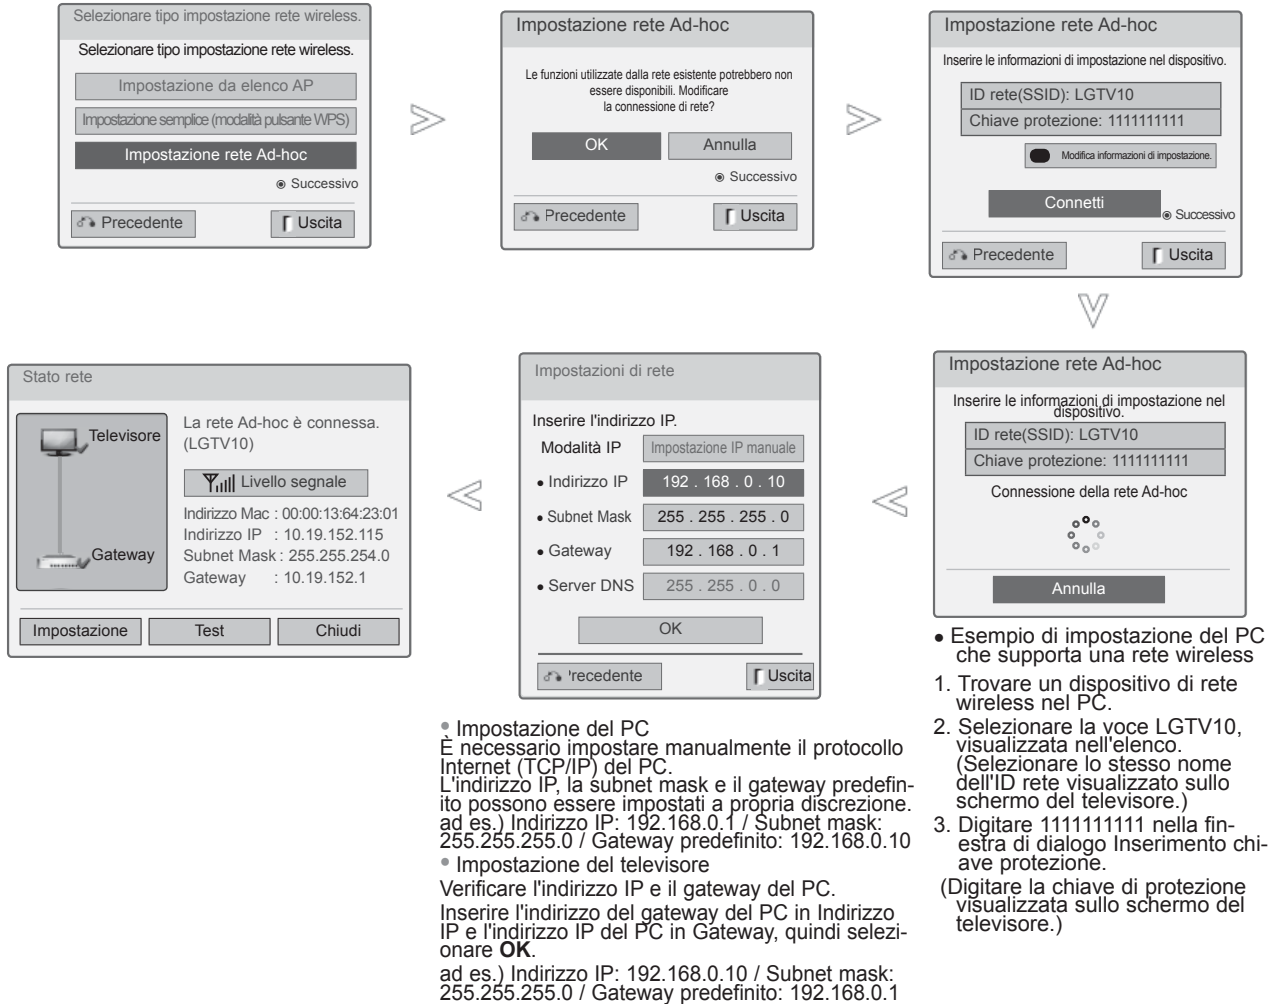 Selezionare tipo impostazione rete wireless.
Selezionare tipo impostazione rete wireless.
Impostazione da elenco AP
Impostazione semplice (modalità pulsante WPS)
Impostazione rete Ad-hoc
Successivo
Precedente
Uscita
Impostazione rete Ad-hoc
Le funzioni utilizzate dalla rete esistente potrebbero non
essere disponibili. Modificare
la connessione di rete?
OK
Annulla
Successivo
Precedente
Uscita
Impostazione rete Ad-hoc
Inserire le informazioni di impostazione nel dispositivo.
ID rete(SSID): LGTV10
Chiave protezione: 1111111111
Modifica informazioni di impostazione.
Connetti
Successivo
Precedente
Uscita
Impostazione rete Ad-hoc
Inserire le informazioni di impostazione nel
dispositivo.
ID rete(SSID): LGTV10
Chiave protezione: 1111111111
Connessione della rete Ad-hoc
Annulla
• Esempio di impostazione del PC
che supporta una rete wireless
1. Trovare un dispositivo di rete
wireless nel PC.
2. Selezionare la voce LGTV10,
visualizzata nell'elenco.
(Selezionare lo stesso nome
dell'ID rete visualizzato sullo
schermo del televisore.)
3. Digitare 1111111111 nella fin-
estra di dialogo Inserimento chi-
ave protezione.
(Digitare la chiave di protezione
visualizzata sullo schermo del
televisore.)
Impostazioni di rete
Inserire l'indirizzo IP.
Modalità IP Impostazione IP manuale
• Indirizzo IP 192 . 168 . 0 . 10
• Subnet Mask 255 . 255 . 255 . 0
• Gateway 192 . 168 . 0 . 1
• Server DNS 255 . 255 . 0 . 0
OK
'recedente
Uscita
• Impostazione del PC
È necessario impostare manualmente il protocollo
Internet (TCP/IP) del PC.
L'indirizzo IP, la subnet mask e il gateway predefin-
ito possono essere impostati a propria discrezione.
ad es.) Indirizzo IP: 192.168.0.1 / Subnet mask:
255.255.255.0 / Gateway predefinito: 192.168.0.10
• Impostazione del televisore
Verificare l'indirizzo IP e il gateway del PC.
Inserire l'indirizzo del gateway del PC in Indirizzo
IP e l'indirizzo IP del PC in Gateway, quindi selezi-
onare OK.
ad es.) Indirizzo IP: 192.168.0.10 / Subnet mask:
255.255.255.0 / Gateway predefinito: 192.168.0.1
Stato rete
Televisore
Gateway
La rete Ad-hoc è connessa.
(LGTV10)
Livello segnale
Indirizzo Mac : 00:00:13:64:23:01
Indirizzo IP : 10.19.152.115
Subnet Mask : 255.255.254.0
Gateway : 10.19.152.1
Impostazione
Test
Chiudi